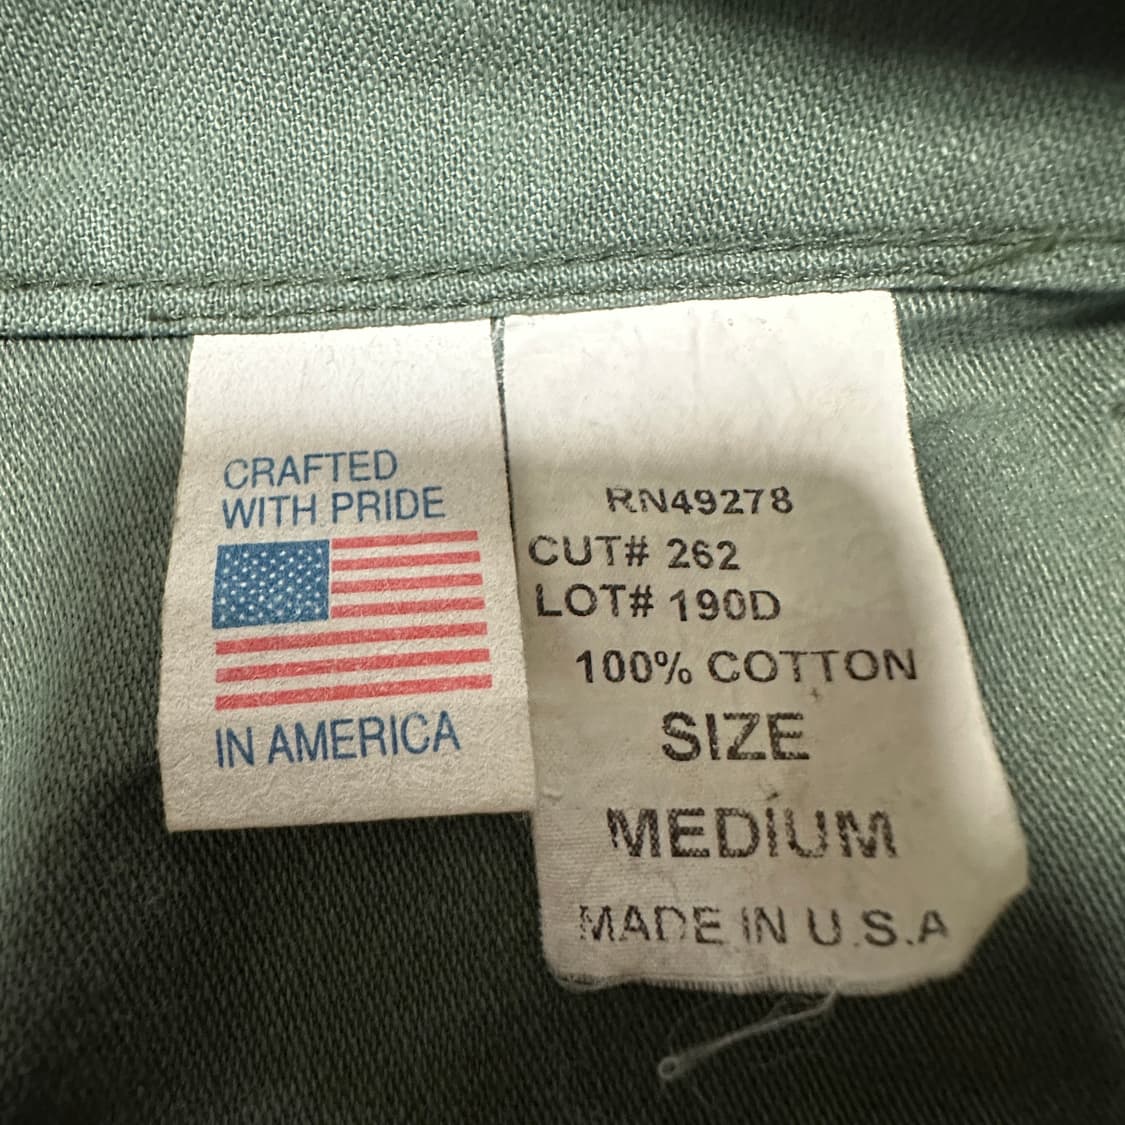 CRAFTED
WITH PRIDE
IN AMERICA
RN49278
CUT# 262
LOT# 190D
100% COTTON
SIZE
MEDIUM
MADE IN U.S.A